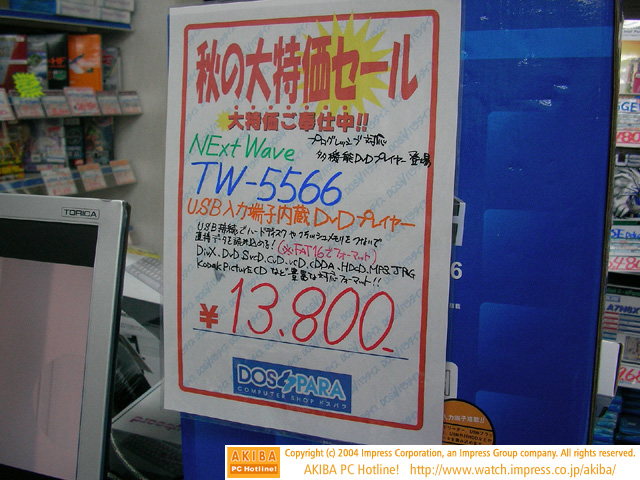 秋の大特価セール
大特価ご奉仕中!!
NExt Wave
プログレッシブ対応
多機能DVDプレイヤー 登場
TW-5566
USB入力端子内蔵DVDプレイヤー
USB接続でハードディスクやフラッシュメモリをつないで
直接データを読み込める! (※FAT16でフォーマット)
DivX、DVD SVCD、CVD、VCD、CDDA、HDCD、MP3、JPG
Kodak Picture CD など豊富な対応フォーマット!!
¥13,800.
DOS PARA
COMPUTER SHOP ドスパラ
TORICA
AKIBA
PC Hotline!
Copyright (c) 2004 Impress Corporation, an Impress Group company. All rights reserved.
AKIBA PC Hotline! http://www.watch.impress.co.jp/akiba/